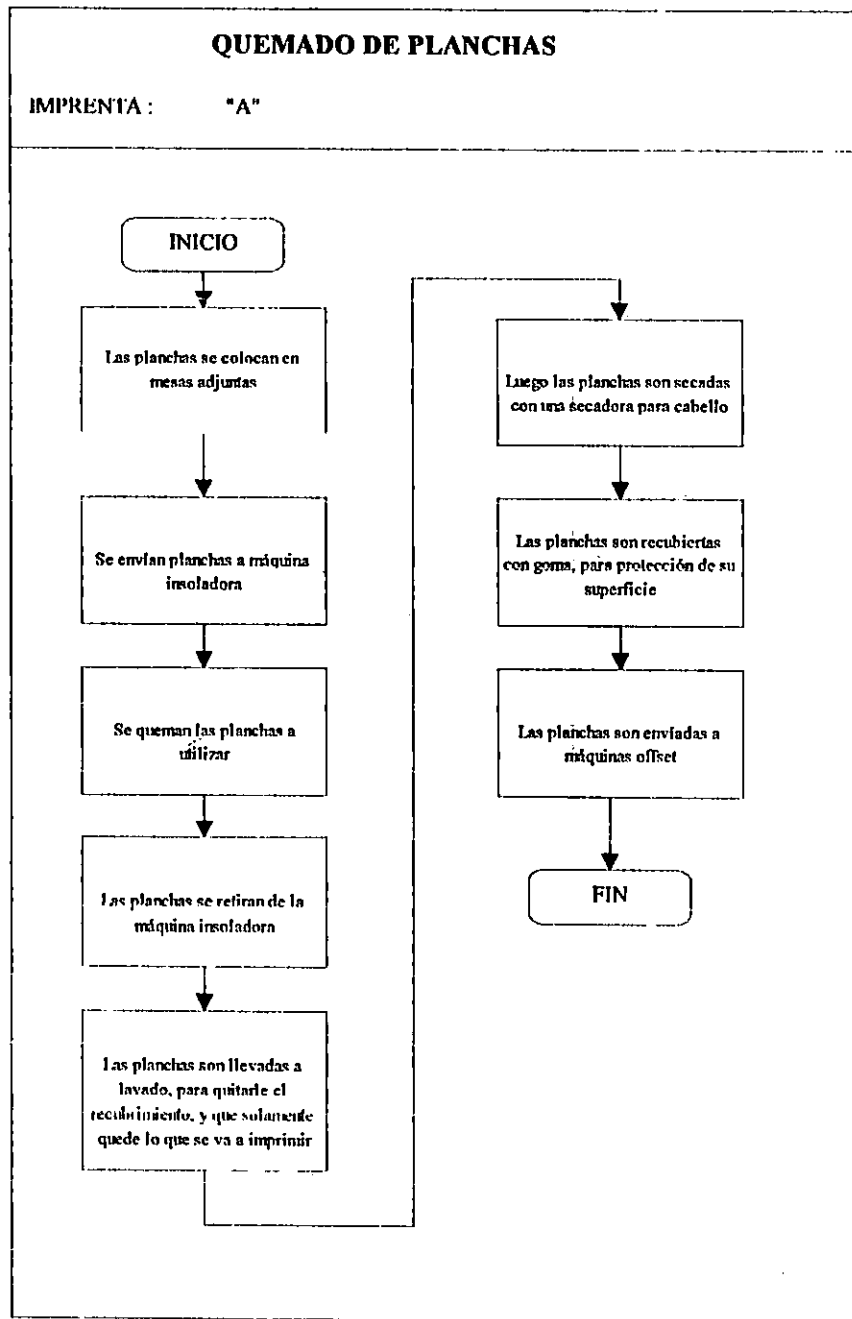 QUEMADO DE PLANCHAS
IMPRENTA : "A"
INICIO
Las planchas se colocan en
mesas adjuntas
Se envían planchas a máquina
insoladora
Se queman las planchas a
utilizar
Las planchas se retiran de la
máquina insoladora
Las planchas son llevadas a
lavado, para quitarle el
recubrimiento, y que solamente
quede lo que se va a imprimir
Luego las planchas son secadas
con una secadora para cabello
Las planchas son recubiertas
con goma, para protección de su
superficie
Las planchas son envíadas a
máquinas offset
FIN